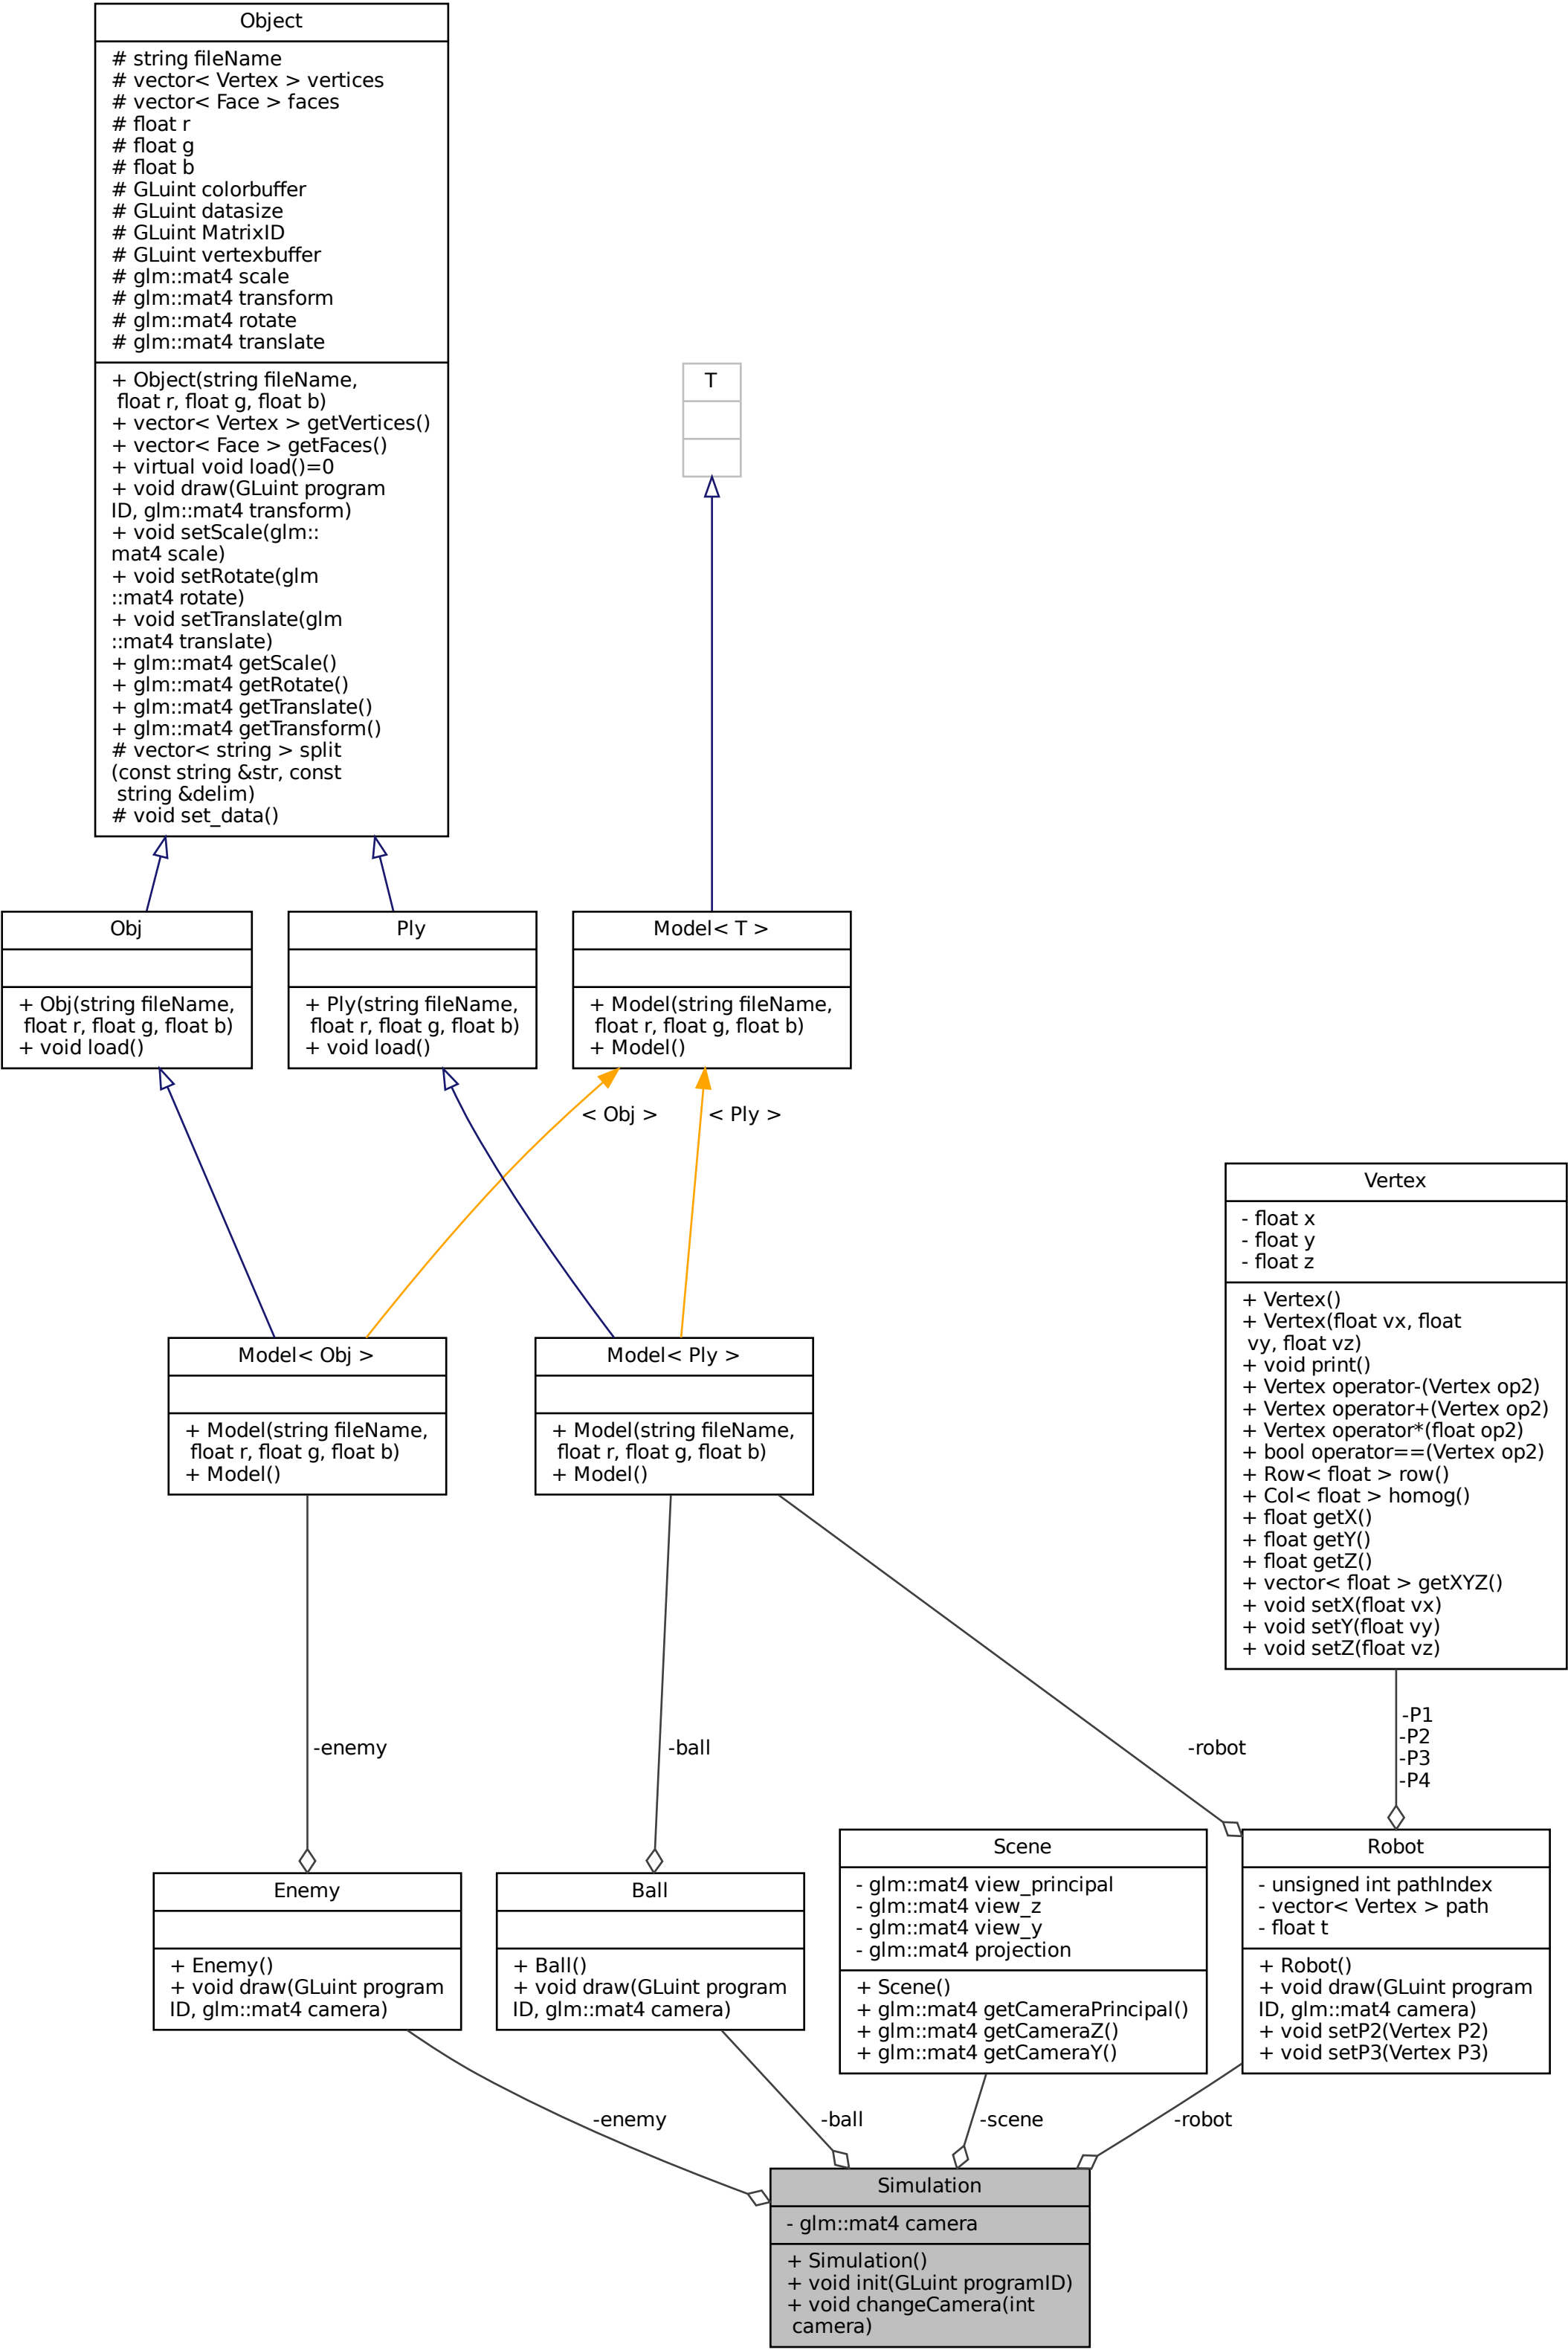 Object
# string fileName
# vector< Vertex > vertices
# vector< Face > faces
# float r
# float g
# float b
# GLuint colorbuffer
# GLuint datasize
# GLuint MatrixID
# GLuint vertexbuffer
# glm::mat4 scale
# glm::mat4 transform
# glm::mat4 rotate
# glm::mat4 translate
+ Object(string fileName,
float r, float g, float b)
+ vector< Vertex > getVertices()
+ vector< Face > getFaces()
+ virtual void load()=0
+ void draw(GLuint program
ID, glm::mat4 transform)
+ void setScale(glm::
mat4 scale)
+ void setRotate(glm
::mat4 rotate)
+ void setTranslate(glm
::mat4 translate)
+ glm::mat4 getScale()
+ glm::mat4 getRotate()
+ glm::mat4 getTranslate()
+ glm::mat4 getTransform()
# vector< string > split
(const string &str, const
string &delim)
# void set_data()
T
Obj
+ Obj(string fileName,
float r, float g, float b)
+ void load()
Ply
+ Ply(string fileName,
float r, float g, float b)
+ void load()
Model< T >
+ Model(string fileName,
float r, float g, float b)
+ Model()
< Obj >
< Ply >
Model< Obj >
+ Model(string fileName,
float r, float g, float b)
+ Model()
Model< Ply >
+ Model(string fileName,
float r, float g, float b)
+ Model()
Vertex
- float x
- float y
- float z
+ Vertex()
+ Vertex(float vx, float
vy, float vz)
+ void print()
+ Vertex operator-(Vertex op2)
+ Vertex operator+(Vertex op2)
+ Vertex operator*(float op2)
+ bool operator==(Vertex op2)
+ Row< float > row()
+ Col< float > homog()
+ float getX()
+ float getY()
+ float getZ()
+ vector< float > getXYZ()
+ void setX(float vx)
+ void setY(float vy)
+ void setZ(float vz)
-enemy
-ball
-robot
-P1
-P2
-P3
-P4
Enemy
+ Enemy()
+ void draw(GLuint program
ID, glm::mat4 camera)
Ball
+ Ball()
+ void draw(GLuint program
ID, glm::mat4 camera)
Scene
- glm::mat4 view_principal
- glm::mat4 view_z
- glm::mat4 view_y
- glm::mat4 projection
+ Scene()
+ glm::mat4 getCameraPrincipal()
+ glm::mat4 getCameraZ()
+ glm::mat4 getCameraY()
Robot
- unsigned int pathIndex
- vector< Vertex > path
- float t
+ Robot()
+ void draw(GLuint program
ID, glm::mat4 camera)
+ void setP2(Vertex P2)
+ void setP3(Vertex P3)
-enemy
-ball
-scene
-robot
Simulation
- glm::mat4 camera
+ Simulation()
+ void init(GLuint programID)
+ void changeCamera(int
camera)